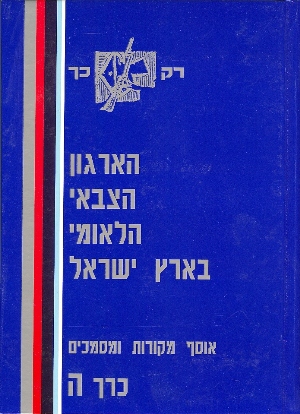 רק כך
הארגון
הצבאי
הלאומי
בארץ ישראל
אוסף מקורות ומסמכים
כרך ה